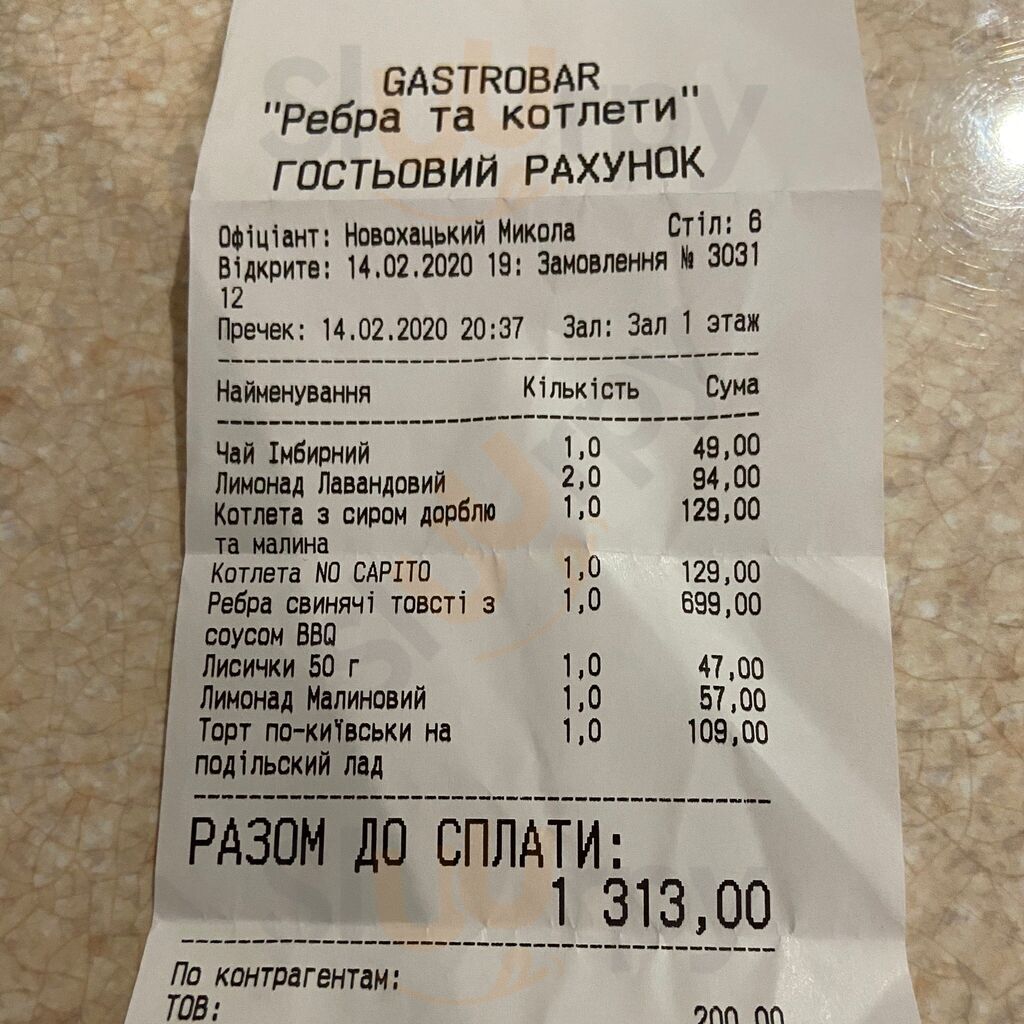 GASTROBAR
"Ребра та котлети"
ГОСТЬОВИЙ РАХУНОК
Офіціант: Новохацький Микола Стіл: 6
Відкрите: 14.02.2020 19: Замовлення № 3031
12
Пречек: 14.02.2020 20:37 Зал: Зал 1 этаж
Найменування Кількість Сума
Чай Імбирний 1,0 49,00
Лимонад Лавандовий 2,0 94,00
Котлета з сиром дорблю 1,0 129,00
та малина
Котлета NO CAPITO 1,0 129,00
Ребра свинячі товсті з 1,0 699,00
соусом BBQ
Лисички 50 г 1,0 47,00
Лимонад Малиновий 1,0 57,00
Торт по-київськи на 1,0 109,00
подільский лад
РАЗОМ ДО СПЛАТИ:
1 313,00
По контрагентам:
ТОВ: 200,00